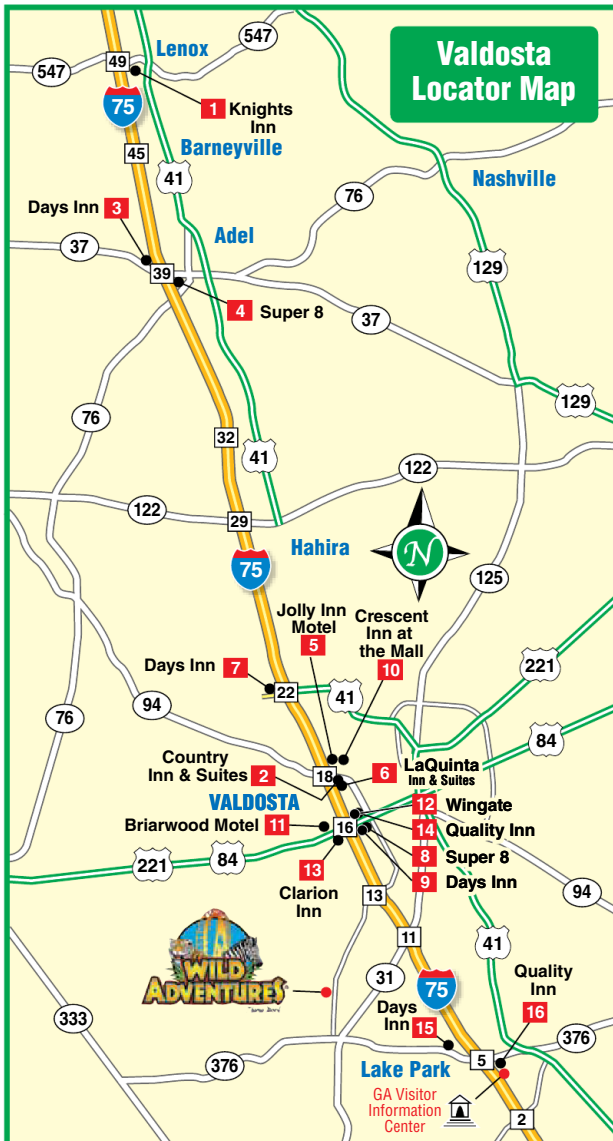 Valdosta
Locator Map
547
49
Lenox
547
75
1 Knights
Inn
45
Barneyville
41
76
Nashville
Days Inn 3
Adel
37
39
129
4 Super 8
37
76
129
32
41
122
122
29
Hahira
N
75
125
Jolly Inn
Motel
5
Crescent
Inn at
the Mall
10
Days Inn 7
22
41
221
94
76
84
Country
Inn & Suites 2
18
6 LaQuinta
Inn & Suites
VALDOSTA
12 Wingate
Briarwood Motel 11
16
14 Quality Inn
221
84
13
Clarion
Inn
8 Super 8
9 Days Inn
13
94
11
41
WILD
ADVENTURES
31
75
Quality
Inn
16
333
Days
Inn 15
376
376
5
Lake Park
GA Visitor
Information
Center
2